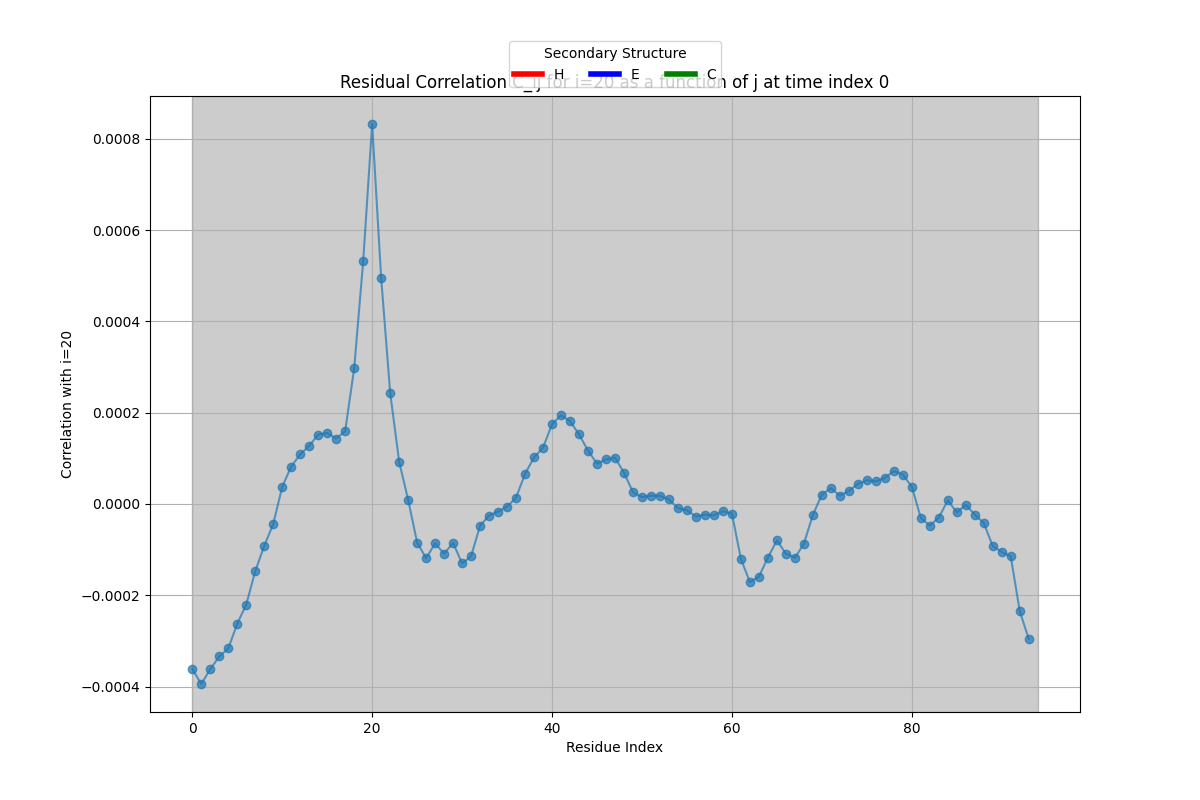 Secondary Structure
H E C
Residual Correlation C_ij for i=20 as a function of j at time index 0
0.0008
0.0006
0.0004
0.0002
0.0000
−0.0002
−0.0004
Correlation with i=20
0 20 40 60 80
Residue Index